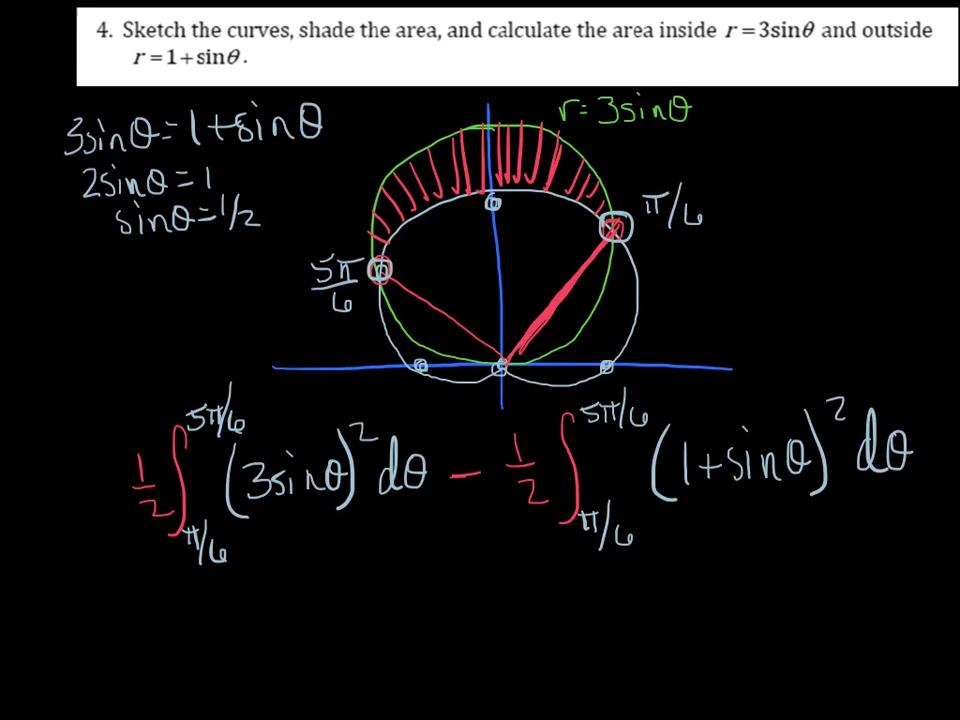 4. Sketch the curves, shade the area, and calculate the area inside r = 3sinθ and outside
r = 1 + sinθ.
r = 3sinθ
3sinθ = 1 + sinθ
2sinθ = 1
sinθ = 1/2
π/6
5π/6
1/2 ∫_{π/6}^{5π/6} (3sinθ)² dθ − 1/2 ∫_{π/6}^{5π/6} (1+sinθ)² dθ